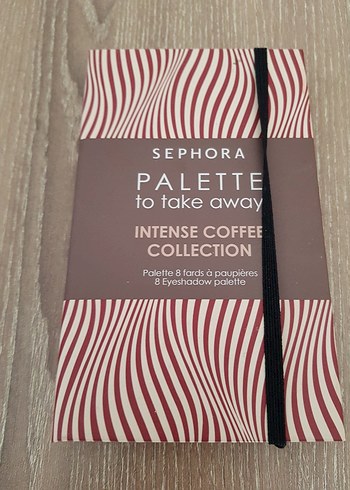 SEPHORA
PALETTE
to take away
INTENSE COFFEE
COLLECTION
Palette 8 fards à paupières
8 Eyeshadow palette